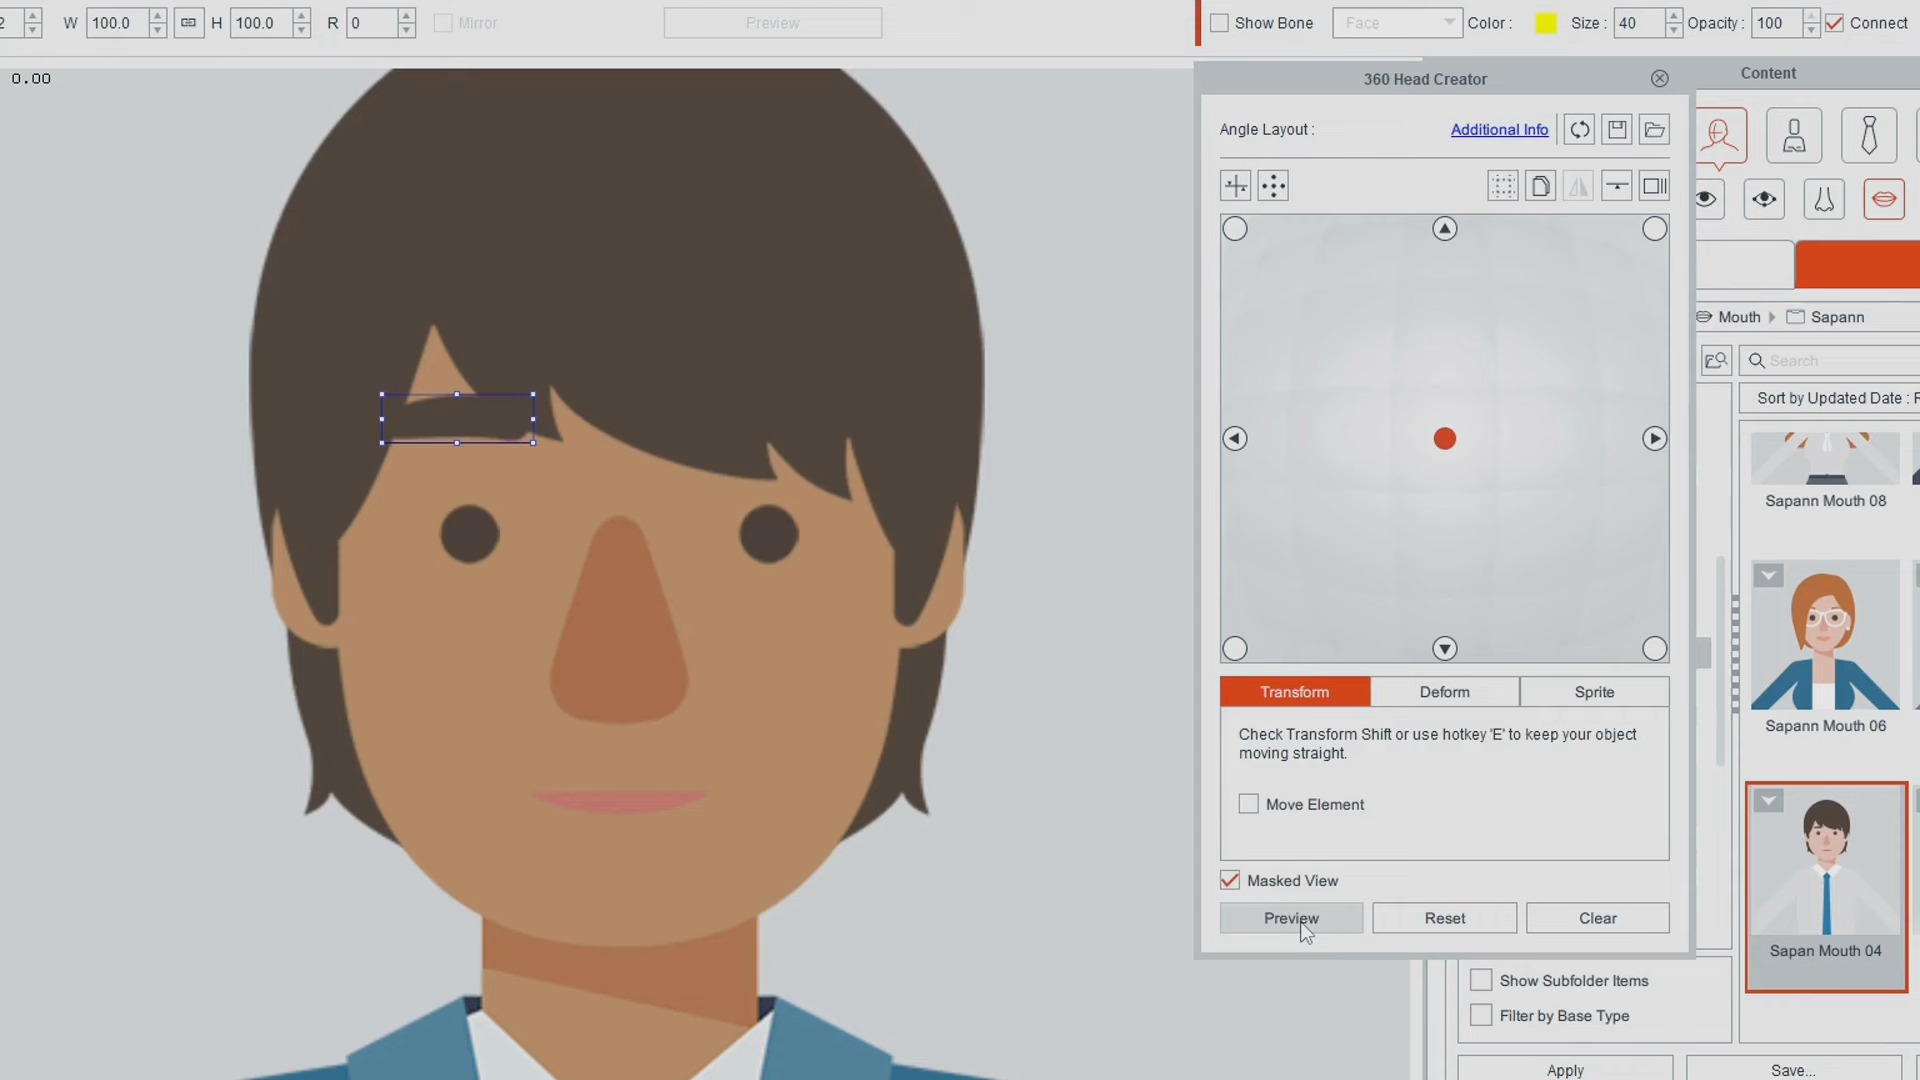 2 W 100.0 H 100.0 R 0 Mirror Preview Show Bone Face Color : Size : 40 Opacity : 100 Connect
0.00
360 Head Creator
Content
Angle Layout :
Additional Info
Mouth Sapann
Search
Sort by Updated Date : R
Sapann Mouth 08
Transform Deform Sprite
Check Transform Shift or use hotkey 'E' to keep your object
moving straight.
Move Element
Sapann Mouth 06
Masked View
Preview Reset Clear
Sapan Mouth 04
Show Subfolder Items
Filter by Base Type
Apply Save...